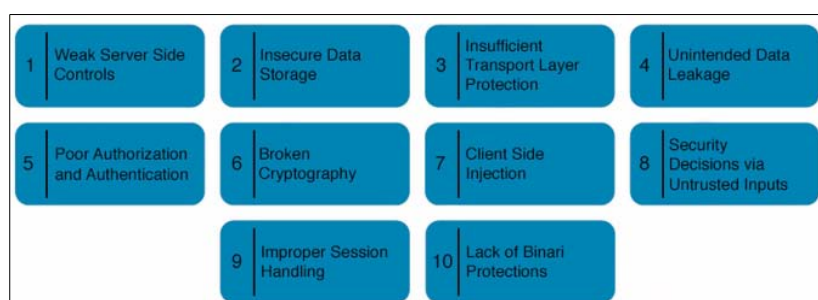 1 Weak Server Side
Controls
2 Insecure Data
Storage
3 Insufficient
Transport Layer
Protection
4 Unintended Data
Leakage
5 Poor Authorization
and Authentication
6 Broken
Cryptography
7 Client Side
Injection
8 Security
Decisions via
Untrusted Inputs
9 Improper Session
Handling
10 Lack of Binari
Protections